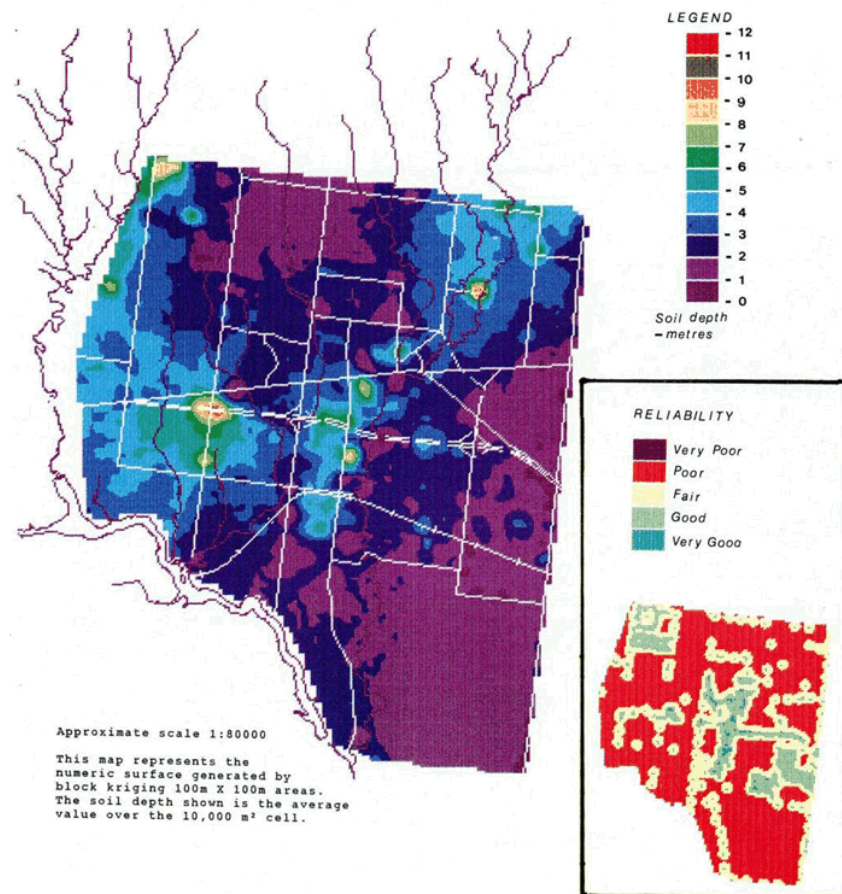 LEGEND
12
11
10
9
8
7
6
5
4
3
2
1
0
Soil depth
- metres
RELIABILITY
Very Poor
Poor
Fair
Good
Very Good
Approximate scale 1:80000
This map represents the
numeric surface generated by
block kriging 100m X 100m areas.
The soil depth shown is the average
value over the 10,000 m² cell.